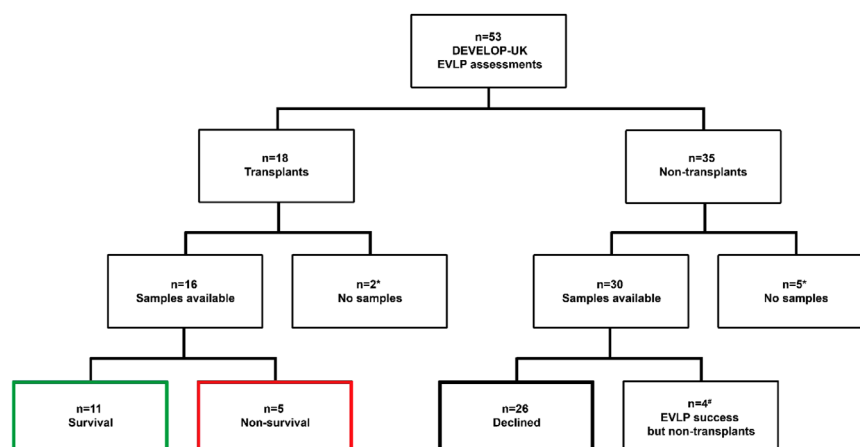 n=53
DEVELOP-UK
EVLP assessments
n=18
Transplants
n=35
Non-transplants
n=16
Samples available
n=2*
No samples
n=30
Samples available
n=5*
No samples
n=11
Survival
n=5
Non-survival
n=26
Declined
n=4#
EVLP success
but non-transplants